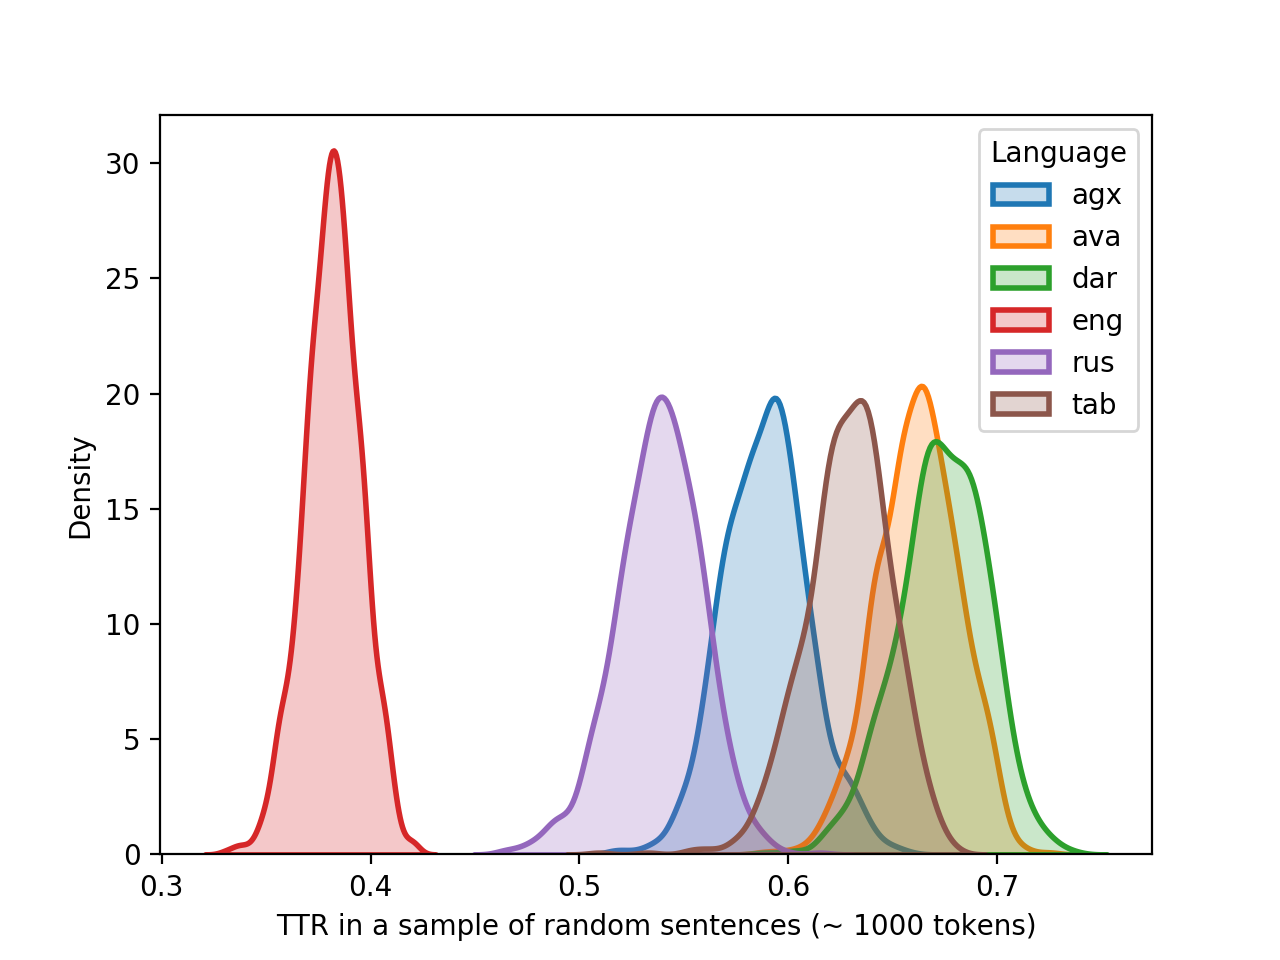 Language
agx
ava
dar
eng
rus
tab
30
25
20
15
10
5
0
Density
0.3 0.4 0.5 0.6 0.7
TTR in a sample of random sentences (~ 1000 tokens)